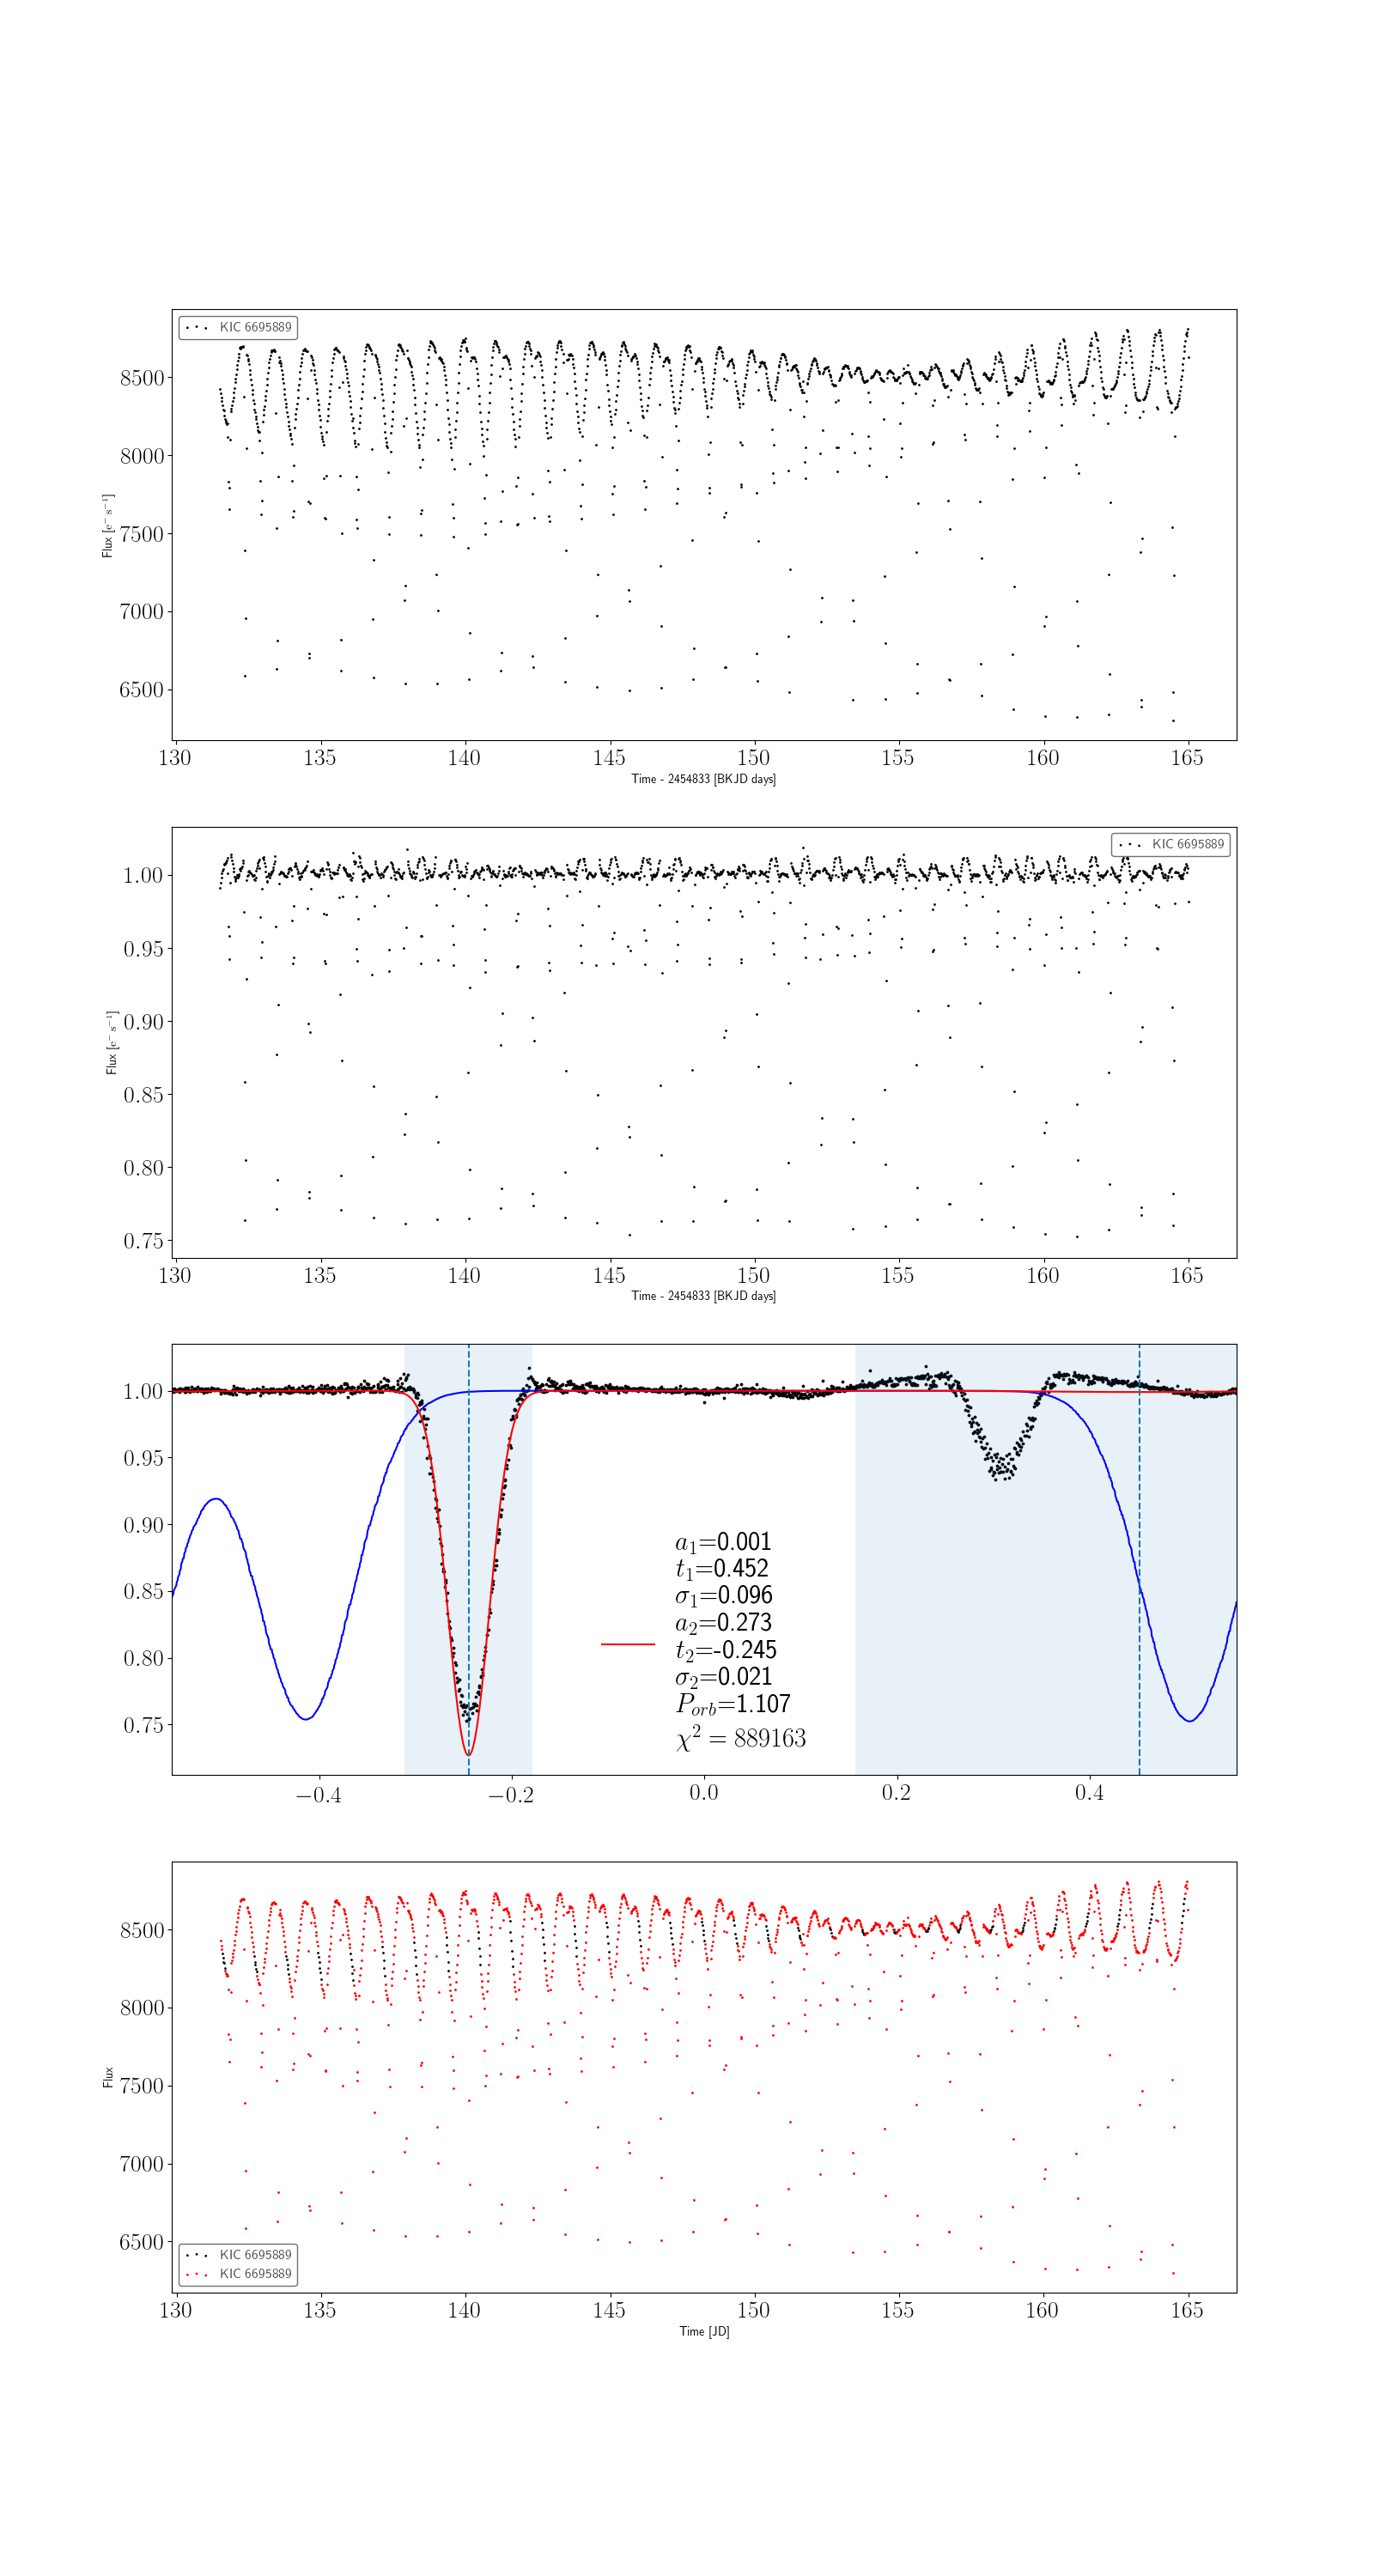 KIC 6695889
8500
8000
7500
7000
6500
Flux [e⁻ s⁻¹]
130 135 140 145 150 155 160 165
Time - 2454833 [BKJD days]
KIC 6695889
1.00
0.95
0.90
0.85
0.80
0.75
Flux [e⁻ s⁻¹]
130 135 140 145 150 155 160 165
Time - 2454833 [BKJD days]
1.00
0.95
0.90
0.85
0.80
0.75
a₁=0.001
t₁=0.452
σ₁=0.096
a₂=0.273
t₂=-0.245
σ₂=0.021
P_orb=1.107
χ² = 889163
−0.4 −0.2 0.0 0.2 0.4
8500
8000
7500
7000
6500
Flux
KIC 6695889
KIC 6695889
130 135 140 145 150 155 160 165
Time [JD]